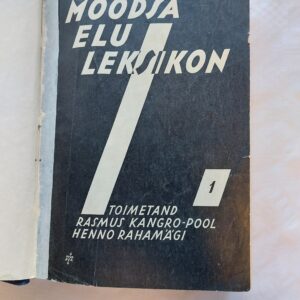 MOODSA
ELU
LEKSIKON
1
TOIMETAND
RASMUS KANGRO-POOL
HENNO RAHAMÄGI